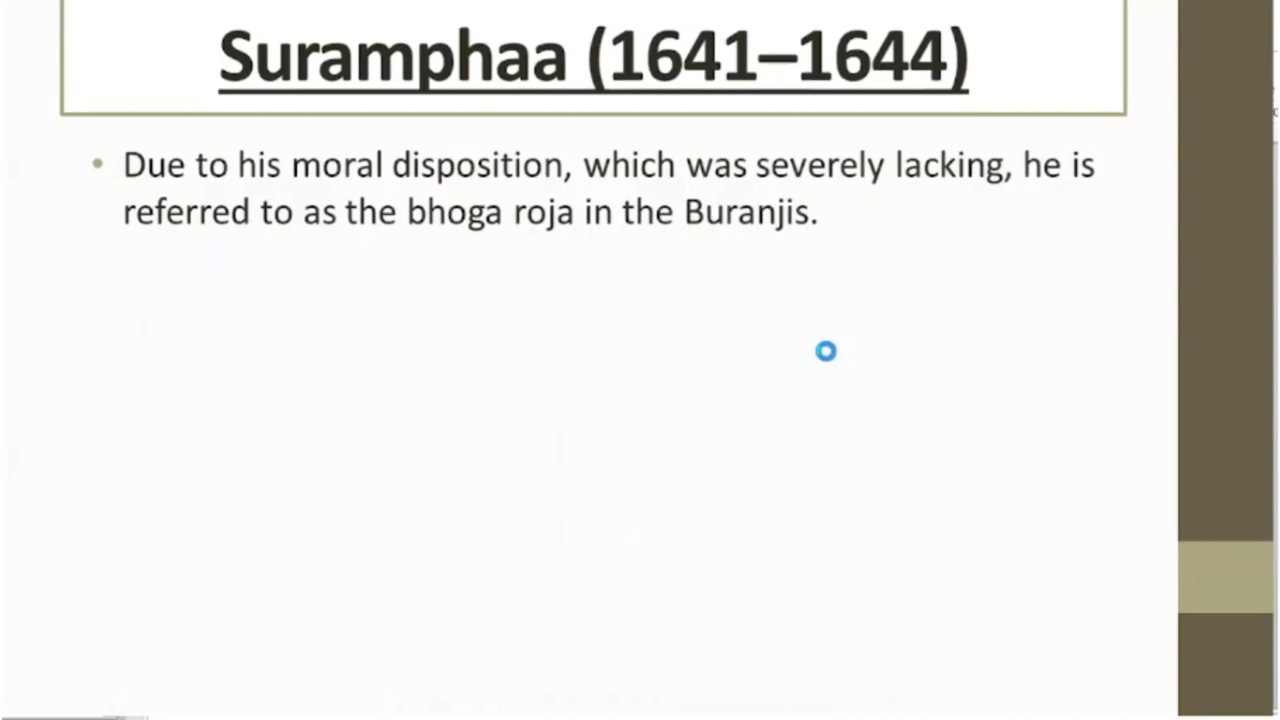 Suramphaa (1641–1644)
• Due to his moral disposition, which was severely lacking, he is
referred to as the bhoga roja in the Buranjis.